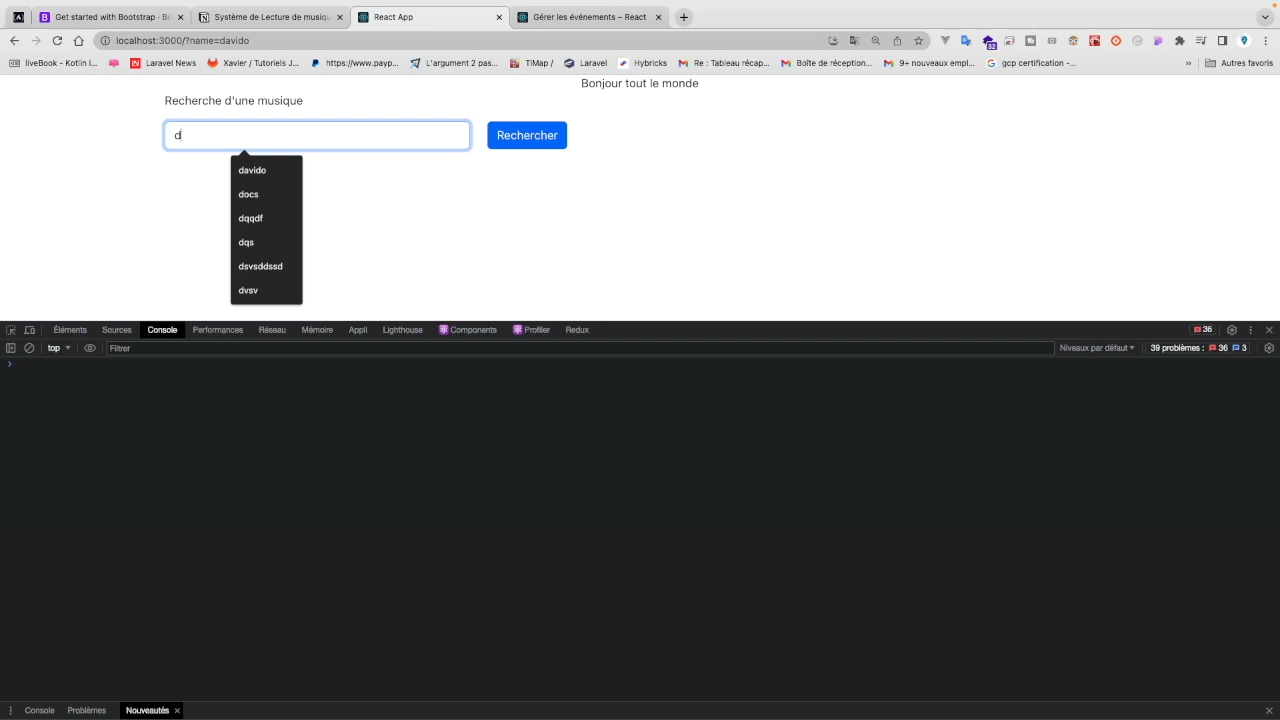 Get started with Bootstrap · Bo
Système de Lecture de musiqu
React App
Gérer les événements – React
localhost:3000/?name=davido
32
liveBook - Kotlin i...
Laravel News
Xavier / Tutoriels J...
https://www.payp...
L'argument 2 pas...
TiMap /
Laravel
Hybricks
Re : Tableau récap...
Boîte de réception...
9+ nouveaux empl...
gcp certification -...
»
Autres favoris
Bonjour tout le monde
Recherche d'une musique
d
Rechercher
davido
docs
dqqdf
dqs
dsvsddssd
dvsv
Éléments
Sources
Console
Performances
Réseau
Mémoire
Appli
Lighthouse
Components
Profiler
Redux
36
top
Filtrer
Niveaux par défaut
39 problèmes :
36
3
Console
Problèmes
Nouveautés